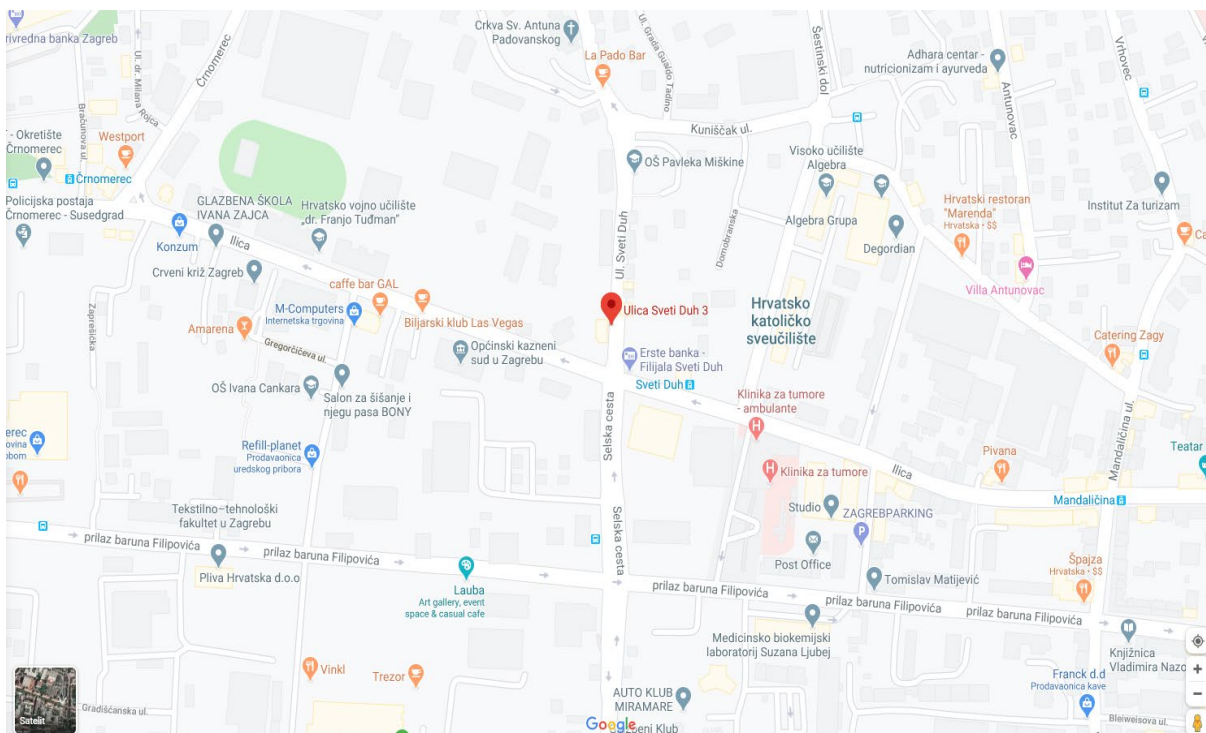 rivredna banka Zagreb
Ul. dr. Milana Rojca
Črnomerec
Crkva Sv. Antuna
Padovanskog
La Pado Bar
Ul. Grada Gualdo Tadino
Šestinski dol
Adhara centar -
nutricionizam i ayurveda
Antunovac
Vrhovec
Bračunova ul.
Westport
- Okretište
Črnomerec
Črnomerec
Policijska postaja
Črnomerec - Susedgrad
GLAZBENA ŠKOLA
IVANA ZAJCA
Hrvatsko vojno učilište
„dr. Franjo Tuđman"
Konzum
Ilica
Crveni križ Zagreb
Kuniščak ul.
OŠ Pavleka Miškine
Visoko učilište
Algebra
Algebra Grupa
Degordian
Hrvatski restoran
"Marenda"
Hrvatska • $$
Institut Za turizam
Villa Antunovac
Ul. Sveti Duh
Domobranska
caffe bar GAL
M-Computers
Internetska trgovina
Biljarski klub Las Vegas
Amarena
Gregorčićeva ul.
Zaprešićka
Ulica Sveti Duh 3
Hrvatsko
katoličko
sveučilište
Općinski kazneni
sud u Zagrebu
Erste banka -
Filijala Sveti Duh
Sveti Duh
Catering Zagy
OŠ Ivana Cankara
Salon za šišanje i
njegu pasa BONY
Selska cesta
Klinika za tumore
- ambulante
Klinika za tumore
Ilica
Pivana
Mandaličina ul.
Teatar
Mandaličina
Refill-planet
Prodavaonica
uredskog pribora
Tekstilno-tehnološki
fakultet u Zagrebu
Selska cesta
Studio
ZAGREBPARKING
Post Office
Tomislav Matijević
Špajza
Hrvatska • $$
prilaz baruna Filipovića
prilaz baruna Filipovića
prilaz baruna Filipovića
prilaz baruna Filipovića
Pliva Hrvatska d.o.o
Lauba
Art gallery, event
space & casual cafe
Medicinsko biokemijski
laboratorij Suzana Ljubej
Knjižnica
Vladimira Nazo
Vinkl
Trezor
AUTO KLUB
MIRAMARE
Franck d.d
Prodavaonica kave
Satelit
Gradišćanska ul.
Google
Bleiweisova ul.